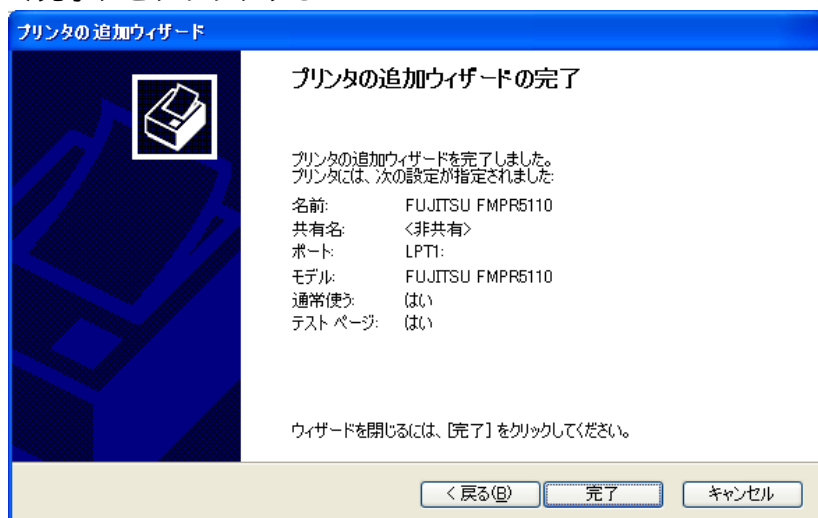 プリンタの追加ウィザード
プリンタの追加ウィザードの完了
プリンタの追加ウィザードを完了しました。
プリンタには、次の設定が指定されました:
名前: FUJITSU FMPR5110
共有名: <非共有>
ポート: LPT1:
モデル: FUJITSU FMPR5110
通常使う: はい
テスト ページ: はい
ウィザードを閉じるには、[完了] をクリックしてください。
< 戻る(B) 完了 キャンセル